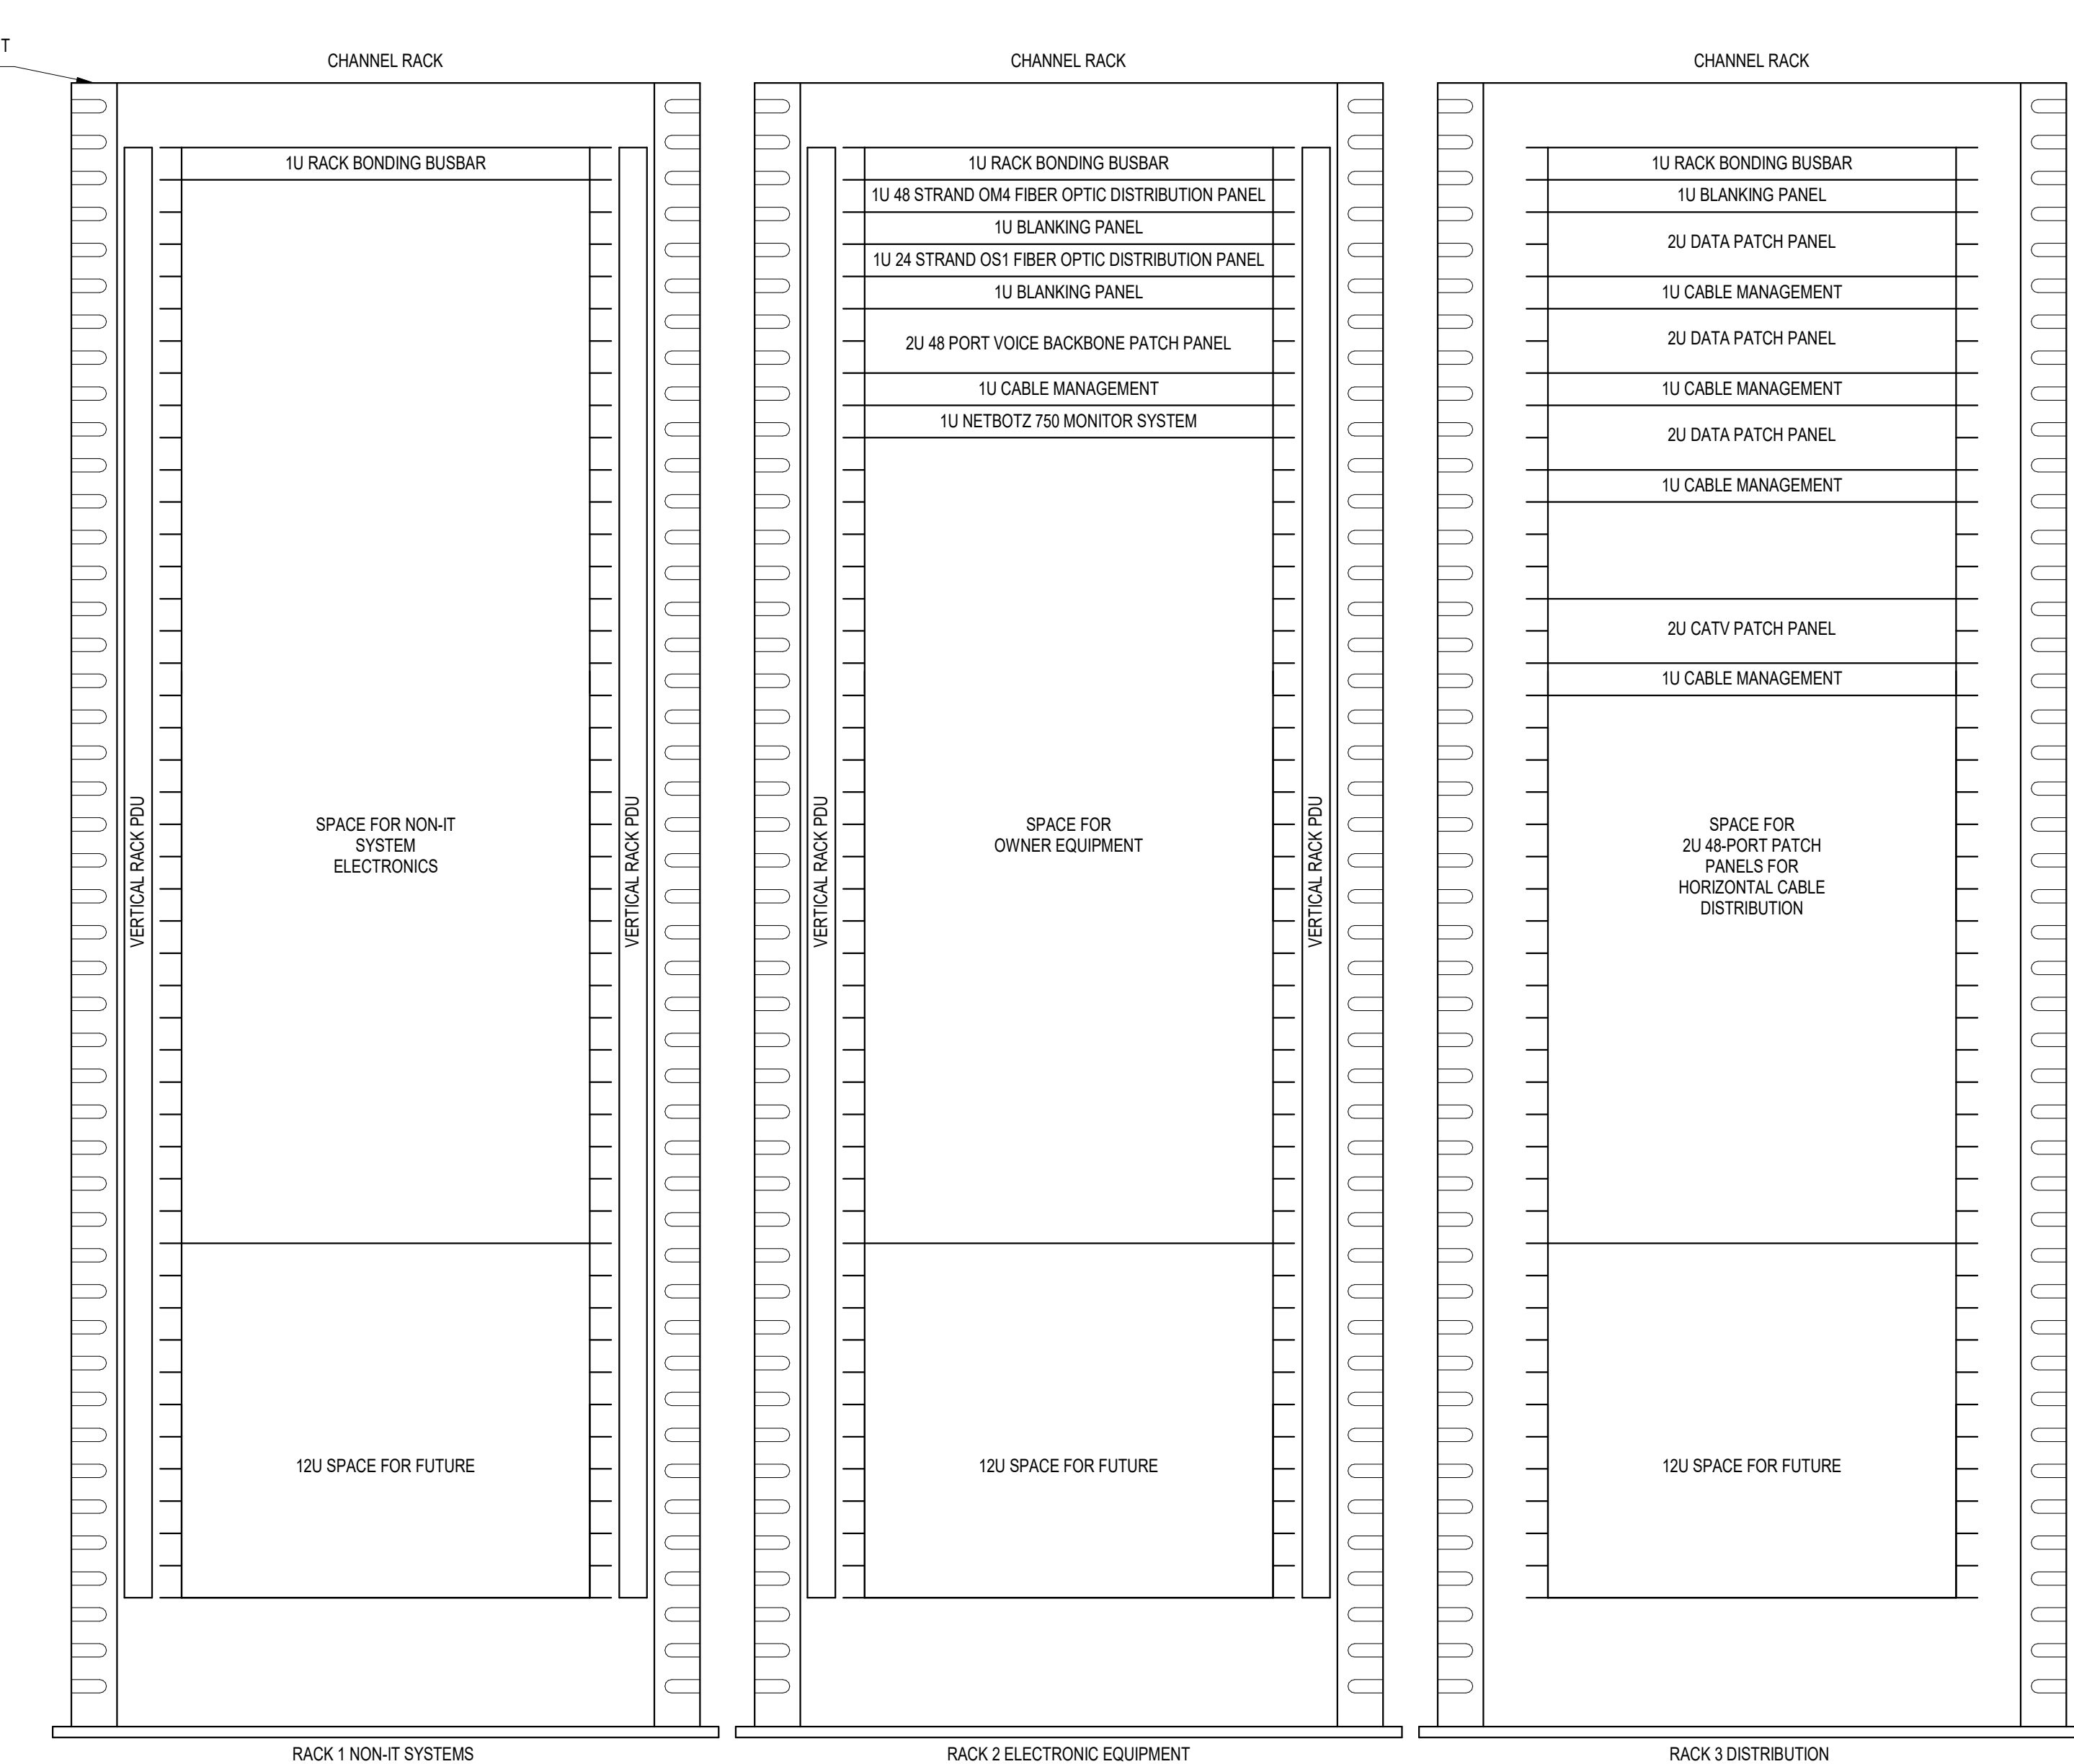 T
CHANNEL RACK
1U RACK BONDING BUSBAR
VERTICAL RACK PDU
SPACE FOR NON-IT
SYSTEM
ELECTRONICS
VERTICAL RACK PDU
12U SPACE FOR FUTURE
RACK 1 NON-IT SYSTEMS
CHANNEL RACK
1U RACK BONDING BUSBAR
1U 48 STRAND OM4 FIBER OPTIC DISTRIBUTION PANEL
1U BLANKING PANEL
1U 24 STRAND OS1 FIBER OPTIC DISTRIBUTION PANEL
1U BLANKING PANEL
2U 48 PORT VOICE BACKBONE PATCH PANEL
1U CABLE MANAGEMENT
1U NETBOTZ 750 MONITOR SYSTEM
VERTICAL RACK PDU
SPACE FOR
OWNER EQUIPMENT
VERTICAL RACK PDU
12U SPACE FOR FUTURE
RACK 2 ELECTRONIC EQUIPMENT
CHANNEL RACK
1U RACK BONDING BUSBAR
1U BLANKING PANEL
2U DATA PATCH PANEL
1U CABLE MANAGEMENT
2U DATA PATCH PANEL
1U CABLE MANAGEMENT
2U DATA PATCH PANEL
1U CABLE MANAGEMENT
2U CATV PATCH PANEL
1U CABLE MANAGEMENT
SPACE FOR
2U 48-PORT PATCH
PANELS FOR
HORIZONTAL CABLE
DISTRIBUTION
12U SPACE FOR FUTURE
RACK 3 DISTRIBUTION